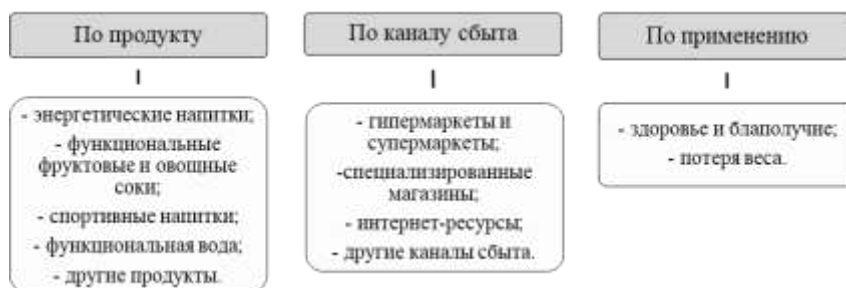 По продукту
- энергетические напитки;
- функциональные
фруктовые и овощные
соки;
- спортивные напитки;
- функциональная вода;
- другие продукты.
По каналу сбыта
- гипермаркеты и
супермаркеты;
-специализированные
магазины;
- интернет-ресурсы;
- другие каналы сбыта.
По применению
- здоровье и блаполучие;
- потеря веса.